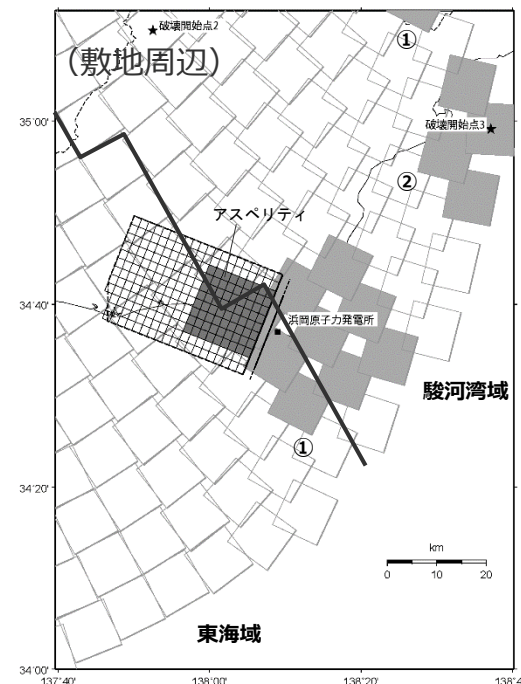 破壊開始点2
①
(敷地周辺)
35°00'
破壊開始点3
②
アスペリティ
34°40'
浜岡原子力発電所
駿河湾域
①
34°20'
km
0 10 20
東海域
34°00'
137°40' 138°00' 138°20' 138°4